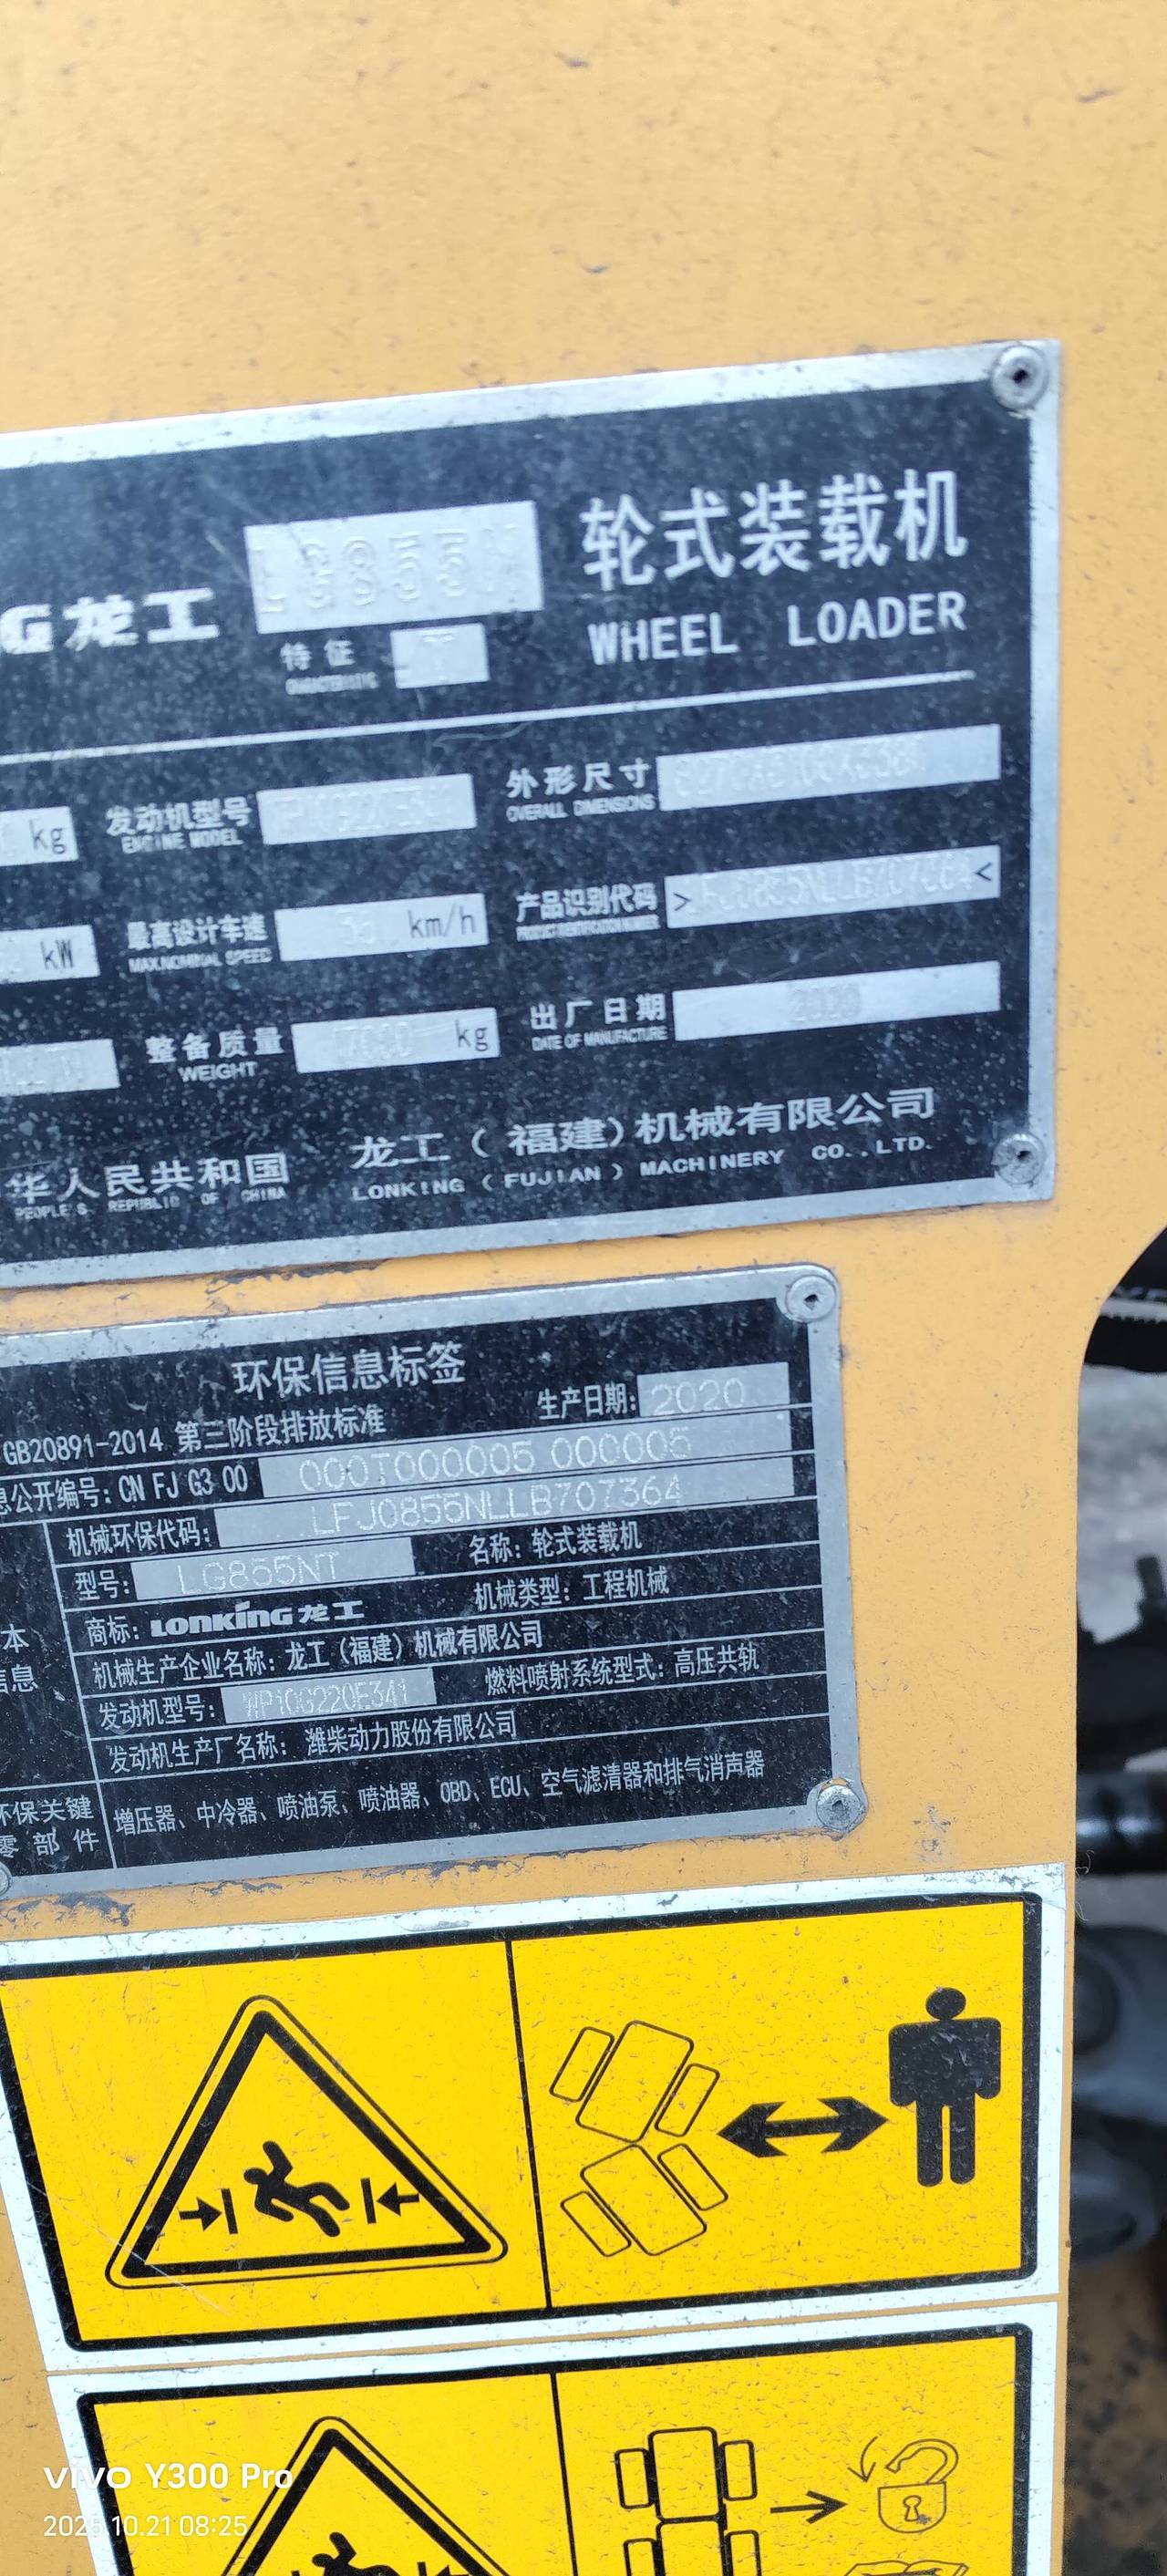 G 龙工 LG855N 轮式装载机
特征 T WHEEL LOADER
CHARACTERISTIC
kg 发动机型号 外形尺寸
ENGINE MODEL OVERALL DIMENSIONS
kW 最高设计车速 km/h 产品识别代码 > <
MAX.NOMINAL SPEED
整备质量 kg 出厂日期 2020
WEIGHT DATE OF MANUFACTURE
华人民共和国 龙工（福建）机械有限公司
PEOPLE'S REPUBLIC OF CHINA LONKING (FUJIAN) MACHINERY CO.,LTD.
环保信息标签
GB20891-2014 第三阶段排放标准 生产日期: 2020
息公开编号: CN FJ G3 00 000T000005 000005
机械环保代码: LFJ0855NLLB707364
型号: LG855NT 名称: 轮式装载机
商标: LONKING 龙工 机械类型: 工程机械
本
信息
机械生产企业名称: 龙工（福建）机械有限公司
发动机型号: WP10G220E341 燃料喷射系统型式: 高压共轨
发动机生产厂名称: 潍柴动力股份有限公司
环保关键
零部件
增压器、中冷器、喷油泵、喷油器、OBD、ECU、空气滤清器和排气消声器
vivo Y300 Pro
2025.10.21 08:25